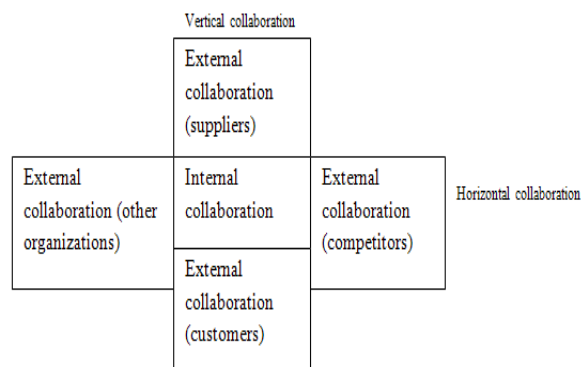 Vertical collaboration
External
collaboration
(suppliers)
External
collaboration (other
organizations)
Internal
collaboration
External
collaboration
(competitors)
Horizontal collaboration
External
collaboration
(customers)